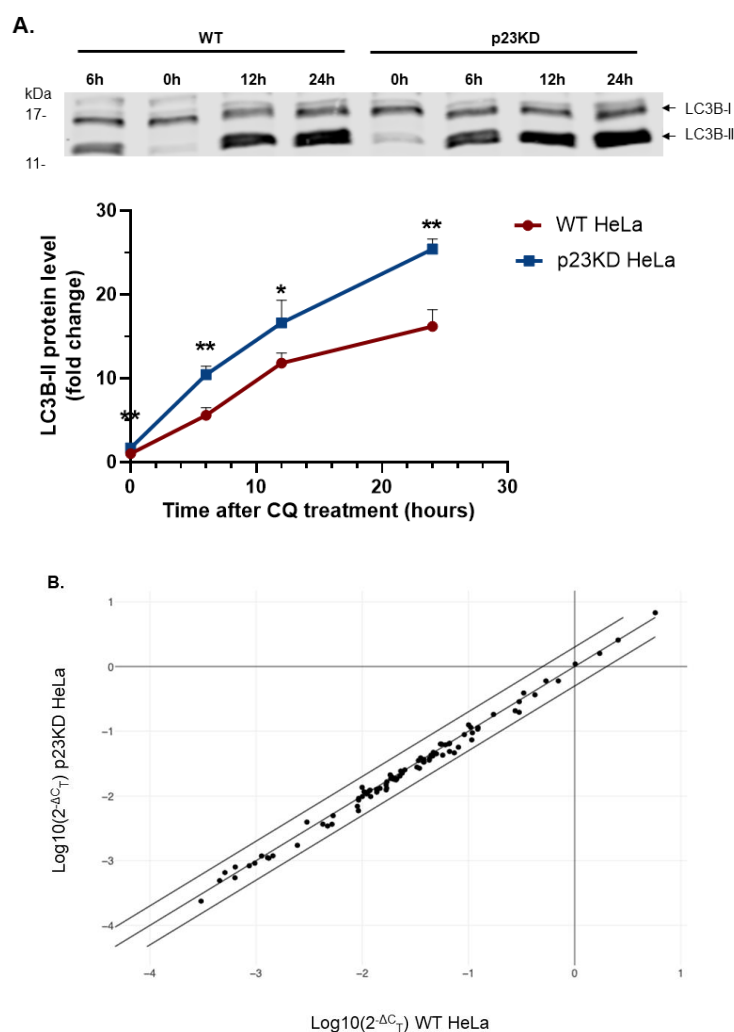 A.
WT p23KD
6h 0h 12h 24h 0h 6h 12h 24h
kDa
17-
LC3B-I
LC3B-II
11-
30
20
10
0
LC3B-II protein level
(fold change)
**
**
*
**
WT HeLa
p23KD HeLa
0 10 20 30
Time after CQ treatment (hours)
B.
1
0
−1
−2
−3
−4
Log10(2-ΔCT) p23KD HeLa
−4 −3 −2 −1 0 1
Log10(2-ΔCT) WT HeLa